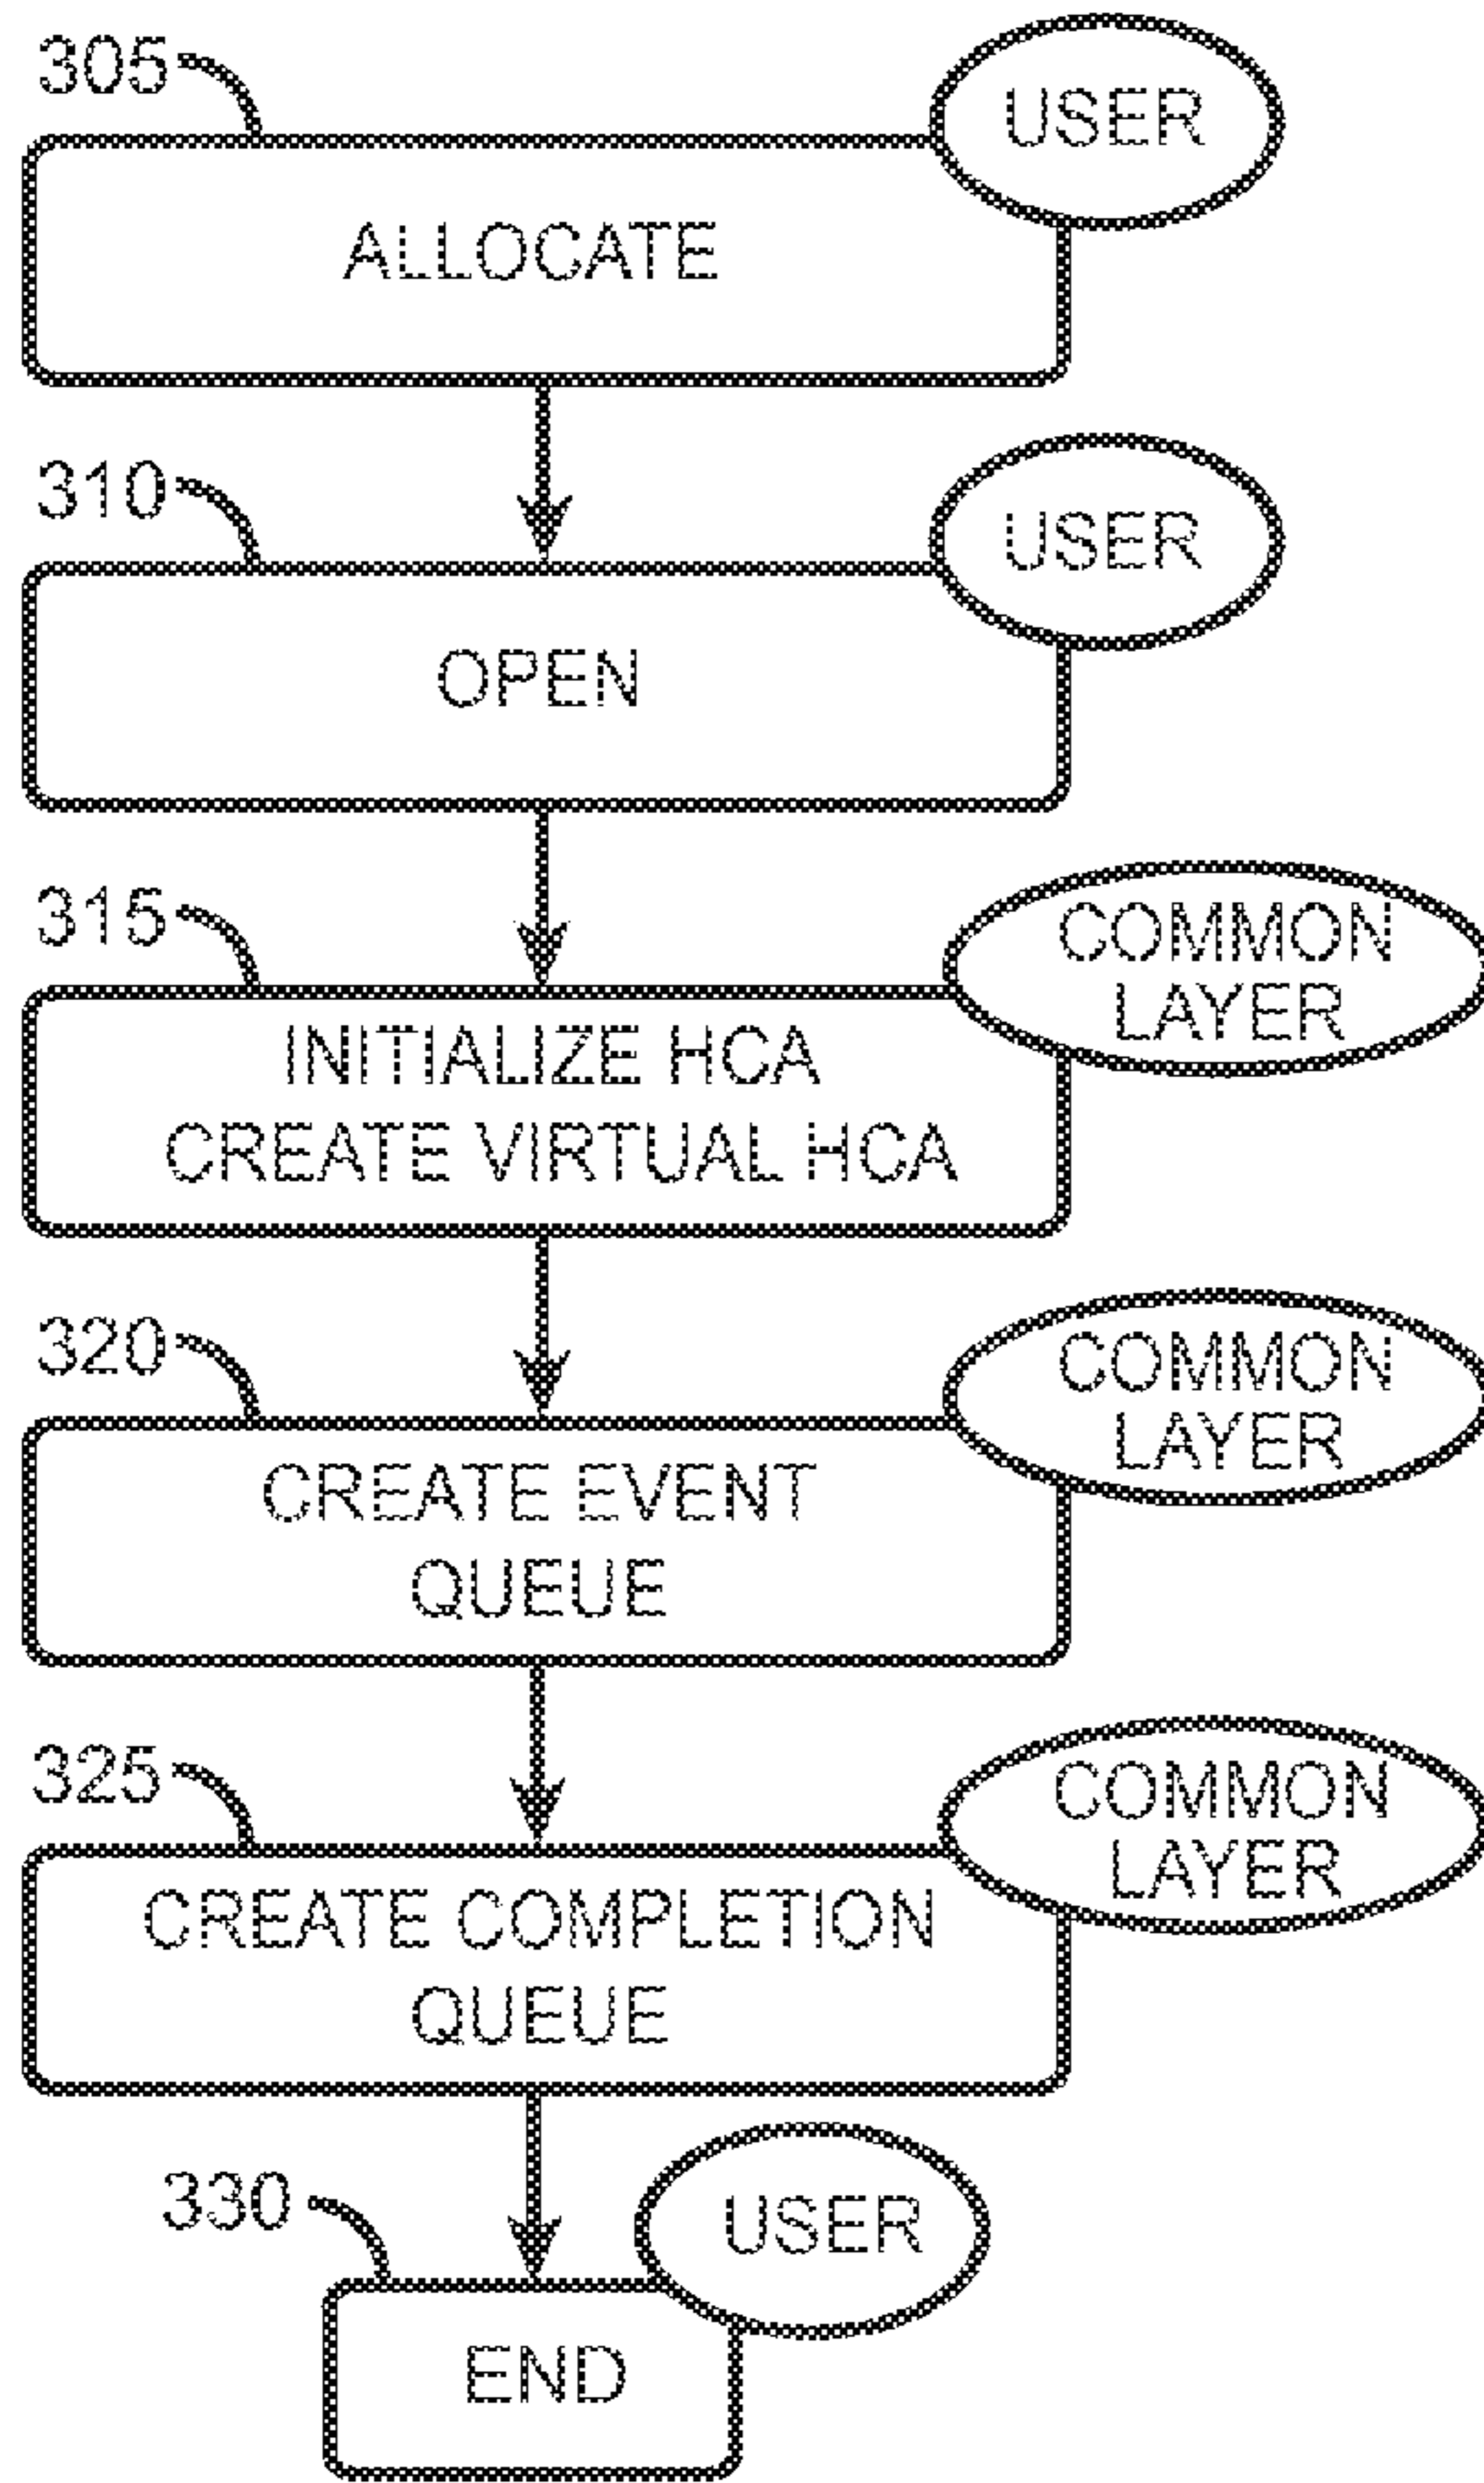 305
USER
ALLOCATE
310
USER
OPEN
315
COMMON
LAYER
INITIALIZE HCA
CREATE VIRTUAL HCA
320
COMMON
LAYER
CREATE EVENT
QUEUE
325
COMMON
LAYER
CREATE COMPLETION
QUEUE
330
USER
END